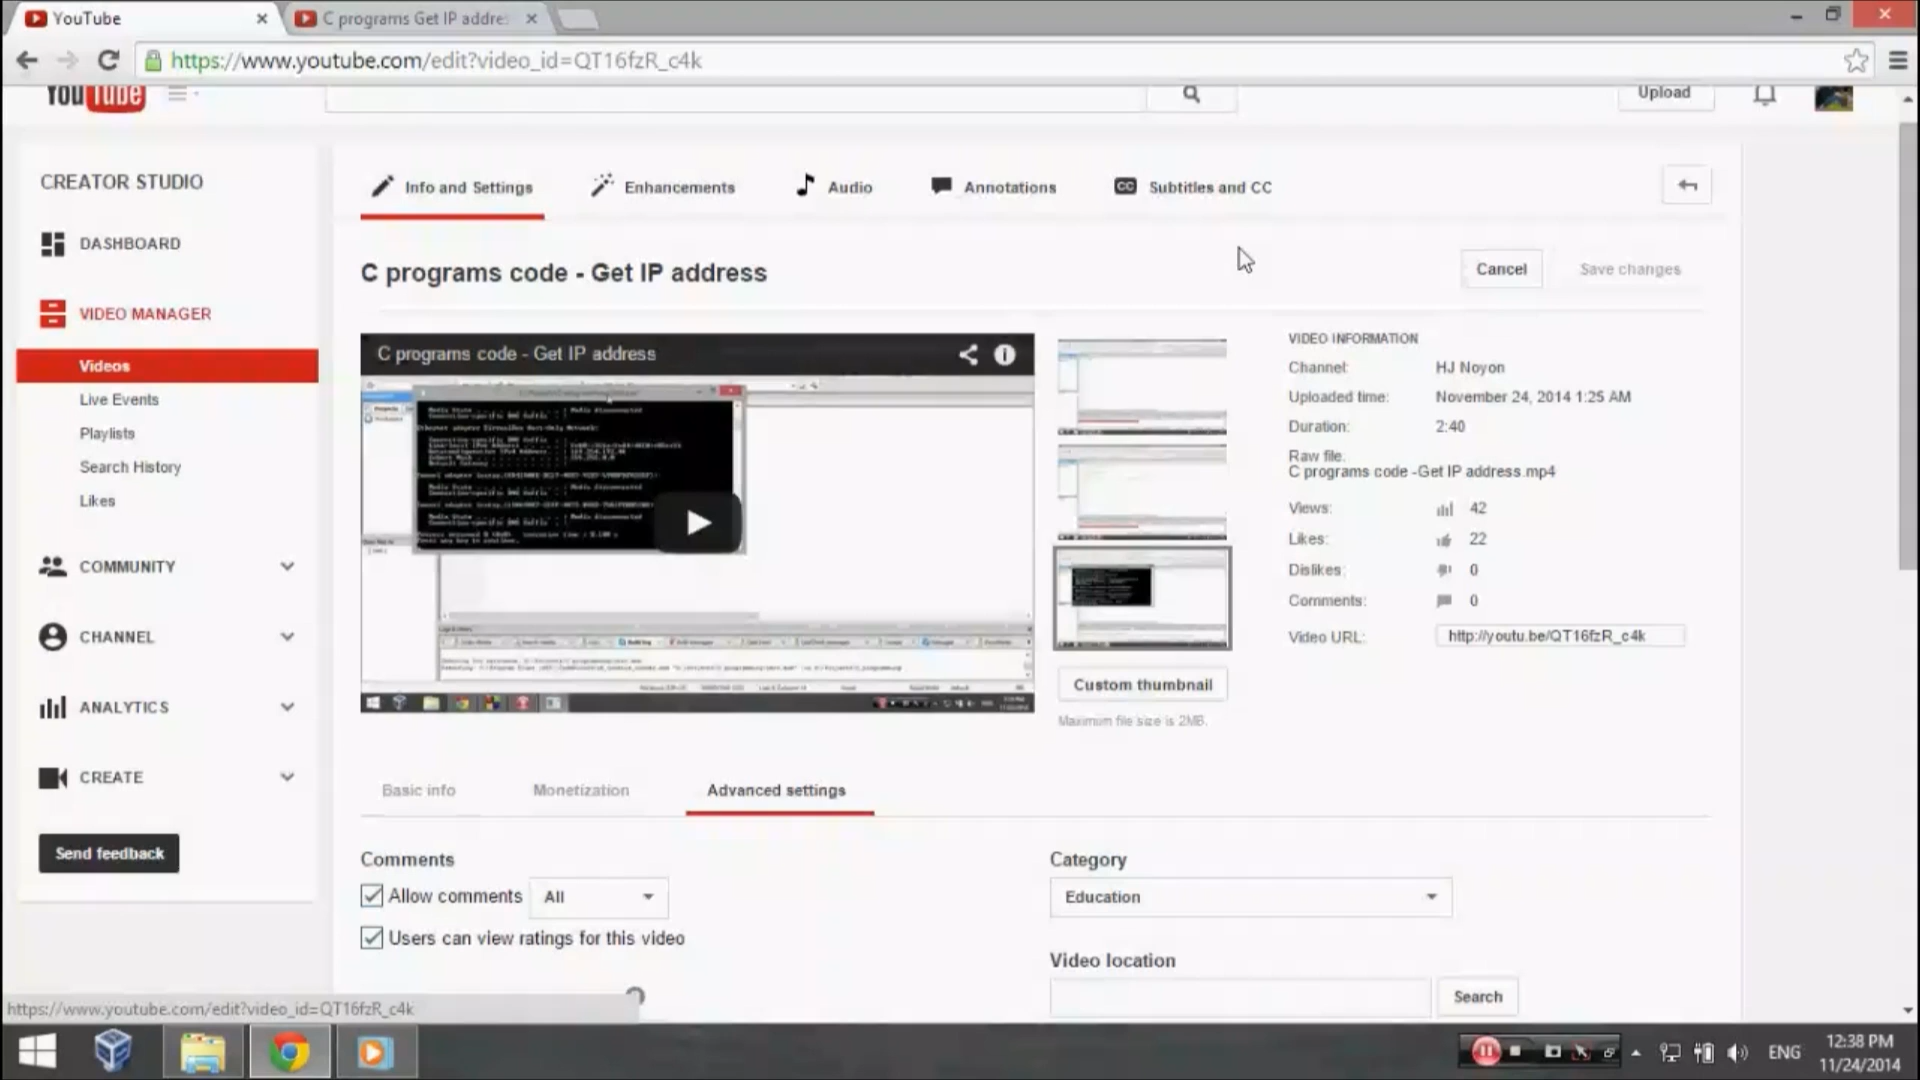 YouTube
C programs Get IP addre
https://www.youtube.com/edit?video_id=QT16fzR_c4k
YouTube
Upload
CREATOR STUDIO
DASHBOARD
VIDEO MANAGER
Videos
Live Events
Playlists
Search History
Likes
COMMUNITY
CHANNEL
ANALYTICS
CREATE
Send feedback
Info and Settings
Enhancements
Audio
Annotations
CC Subtitles and CC
C programs code - Get IP address
Cancel
Save changes
C programs code - Get IP address
Custom thumbnail
Maximum file size is 2MB.
VIDEO INFORMATION
Channel: HJ Noyon
Uploaded time: November 24, 2014 1:25 AM
Duration: 2:40
Raw file:
C programs code -Get IP address.mp4
Views: 42
Likes: 22
Dislikes: 0
Comments: 0
Video URL: http://youtu.be/QT16fzR_c4k
Basic info
Monetization
Advanced settings
Comments
Allow comments All
Users can view ratings for this video
Category
Education
Video location
Search
https://www.youtube.com/edit?video_id=QT16fzR_c4k
ENG
12:38 PM
11/24/2014